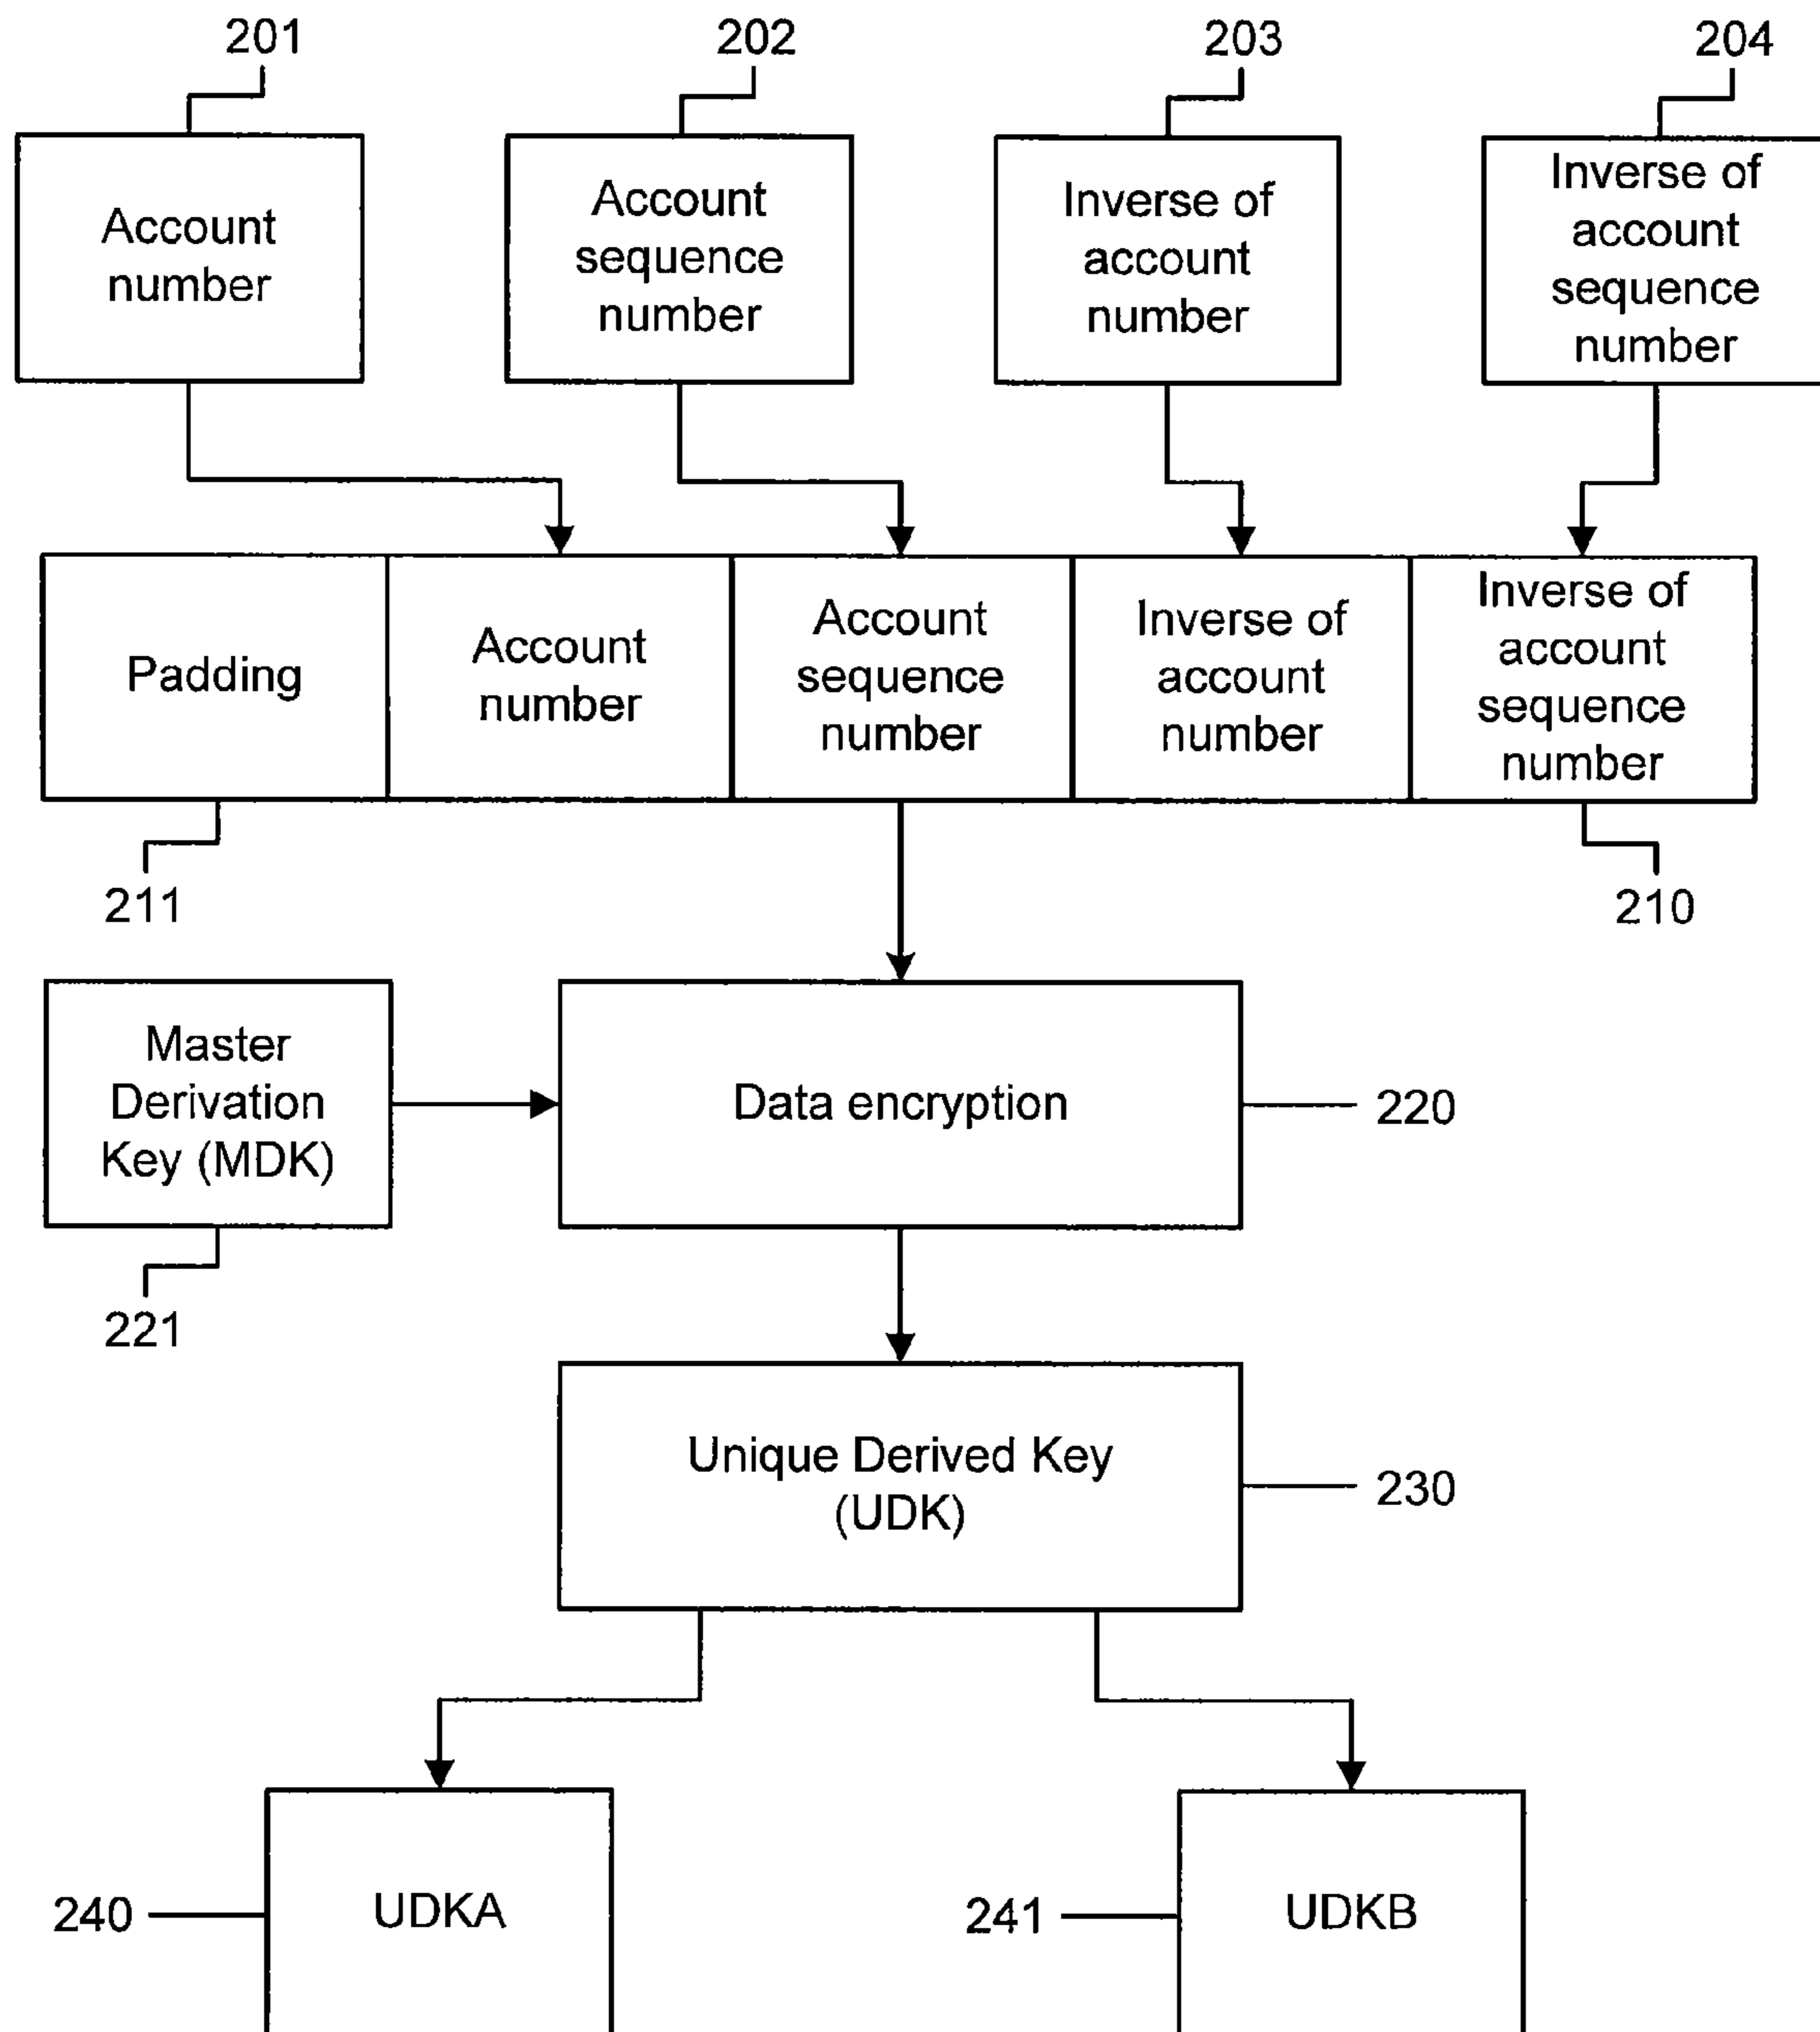 201
202
203
204
Account
number
Account
sequence
number
Inverse of
account
number
Inverse of
account
sequence
number
Padding
Account
number
Account
sequence
number
Inverse of
account
number
Inverse of
account
sequence
number
211
210
Master
Derivation
Key (MDK)
Data encryption
220
221
Unique Derived Key
(UDK)
230
240
UDKA
241
UDKB